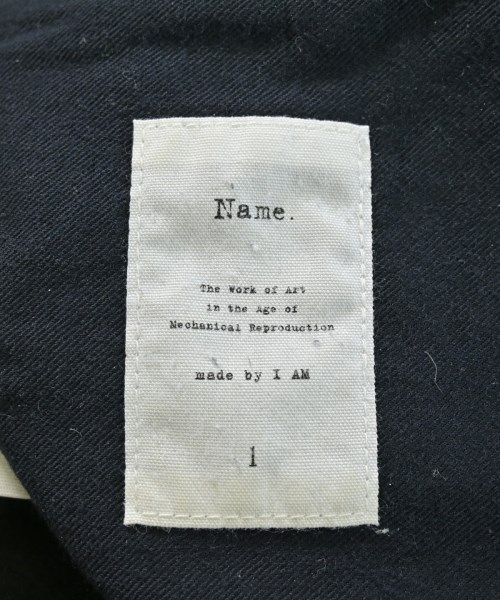 Name.
The Work of Art
in the Age of
Mechanical Reproduction
made by I AM
1